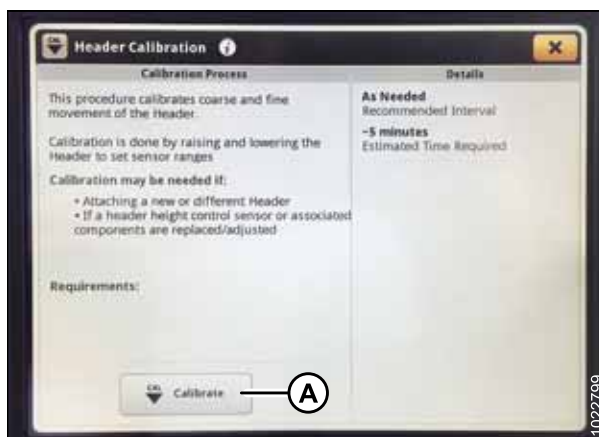 CAL Header Calibration i
Calibration Process
Details
This procedure calibrates coarse and fine
movement of the Header.
Calibration is done by raising and lowering the
Header to set sensor ranges
Calibration may be needed if:
• Attaching a new or different Header
• If a header height control sensor or associated
components are replaced/adjusted
Requirements:
As Needed
Recommended Interval
~5 minutes
Estimated Time Required
CAL Calibrate
A
1022799